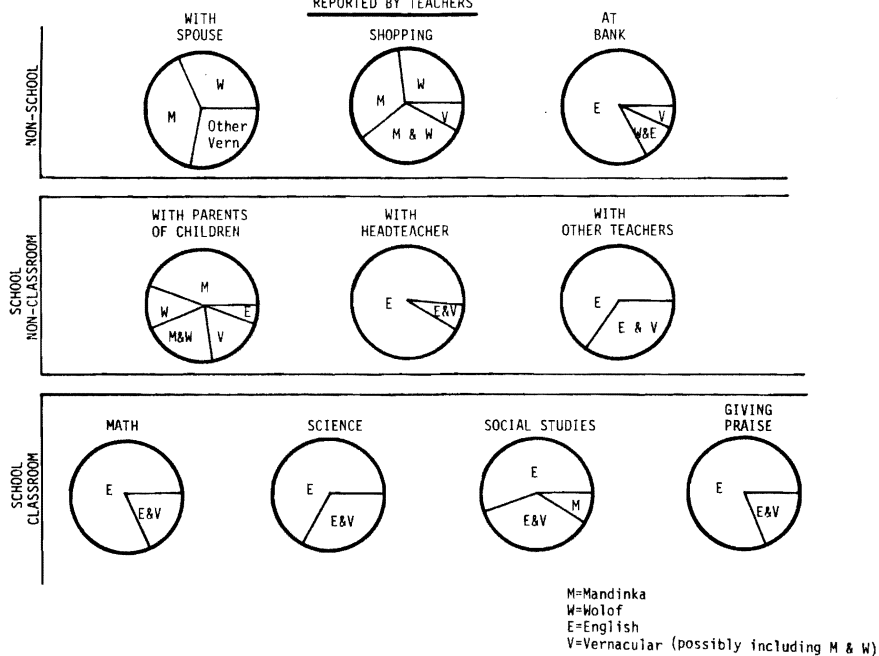 REPORTED BY TEACHERS
NON-SCHOOL
WITH
SPOUSE
W
M
Other
Vern
SHOPPING
W
M
V
M & W
AT
BANK
E
V
W&E
SCHOOL
NON-CLASSROOM
WITH PARENTS
OF CHILDREN
M
W
E
M&W
V
WITH
HEADTEACHER
E
E&V
WITH
OTHER TEACHERS
E
E & V
SCHOOL
CLASSROOM
MATH
E
E&V
SCIENCE
E
E&V
SOCIAL STUDIES
E
M
E&V
GIVING
PRAISE
E
E&V
M=Mandinka
W=Wolof
E=English
V=Vernacular (possibly including M & W)